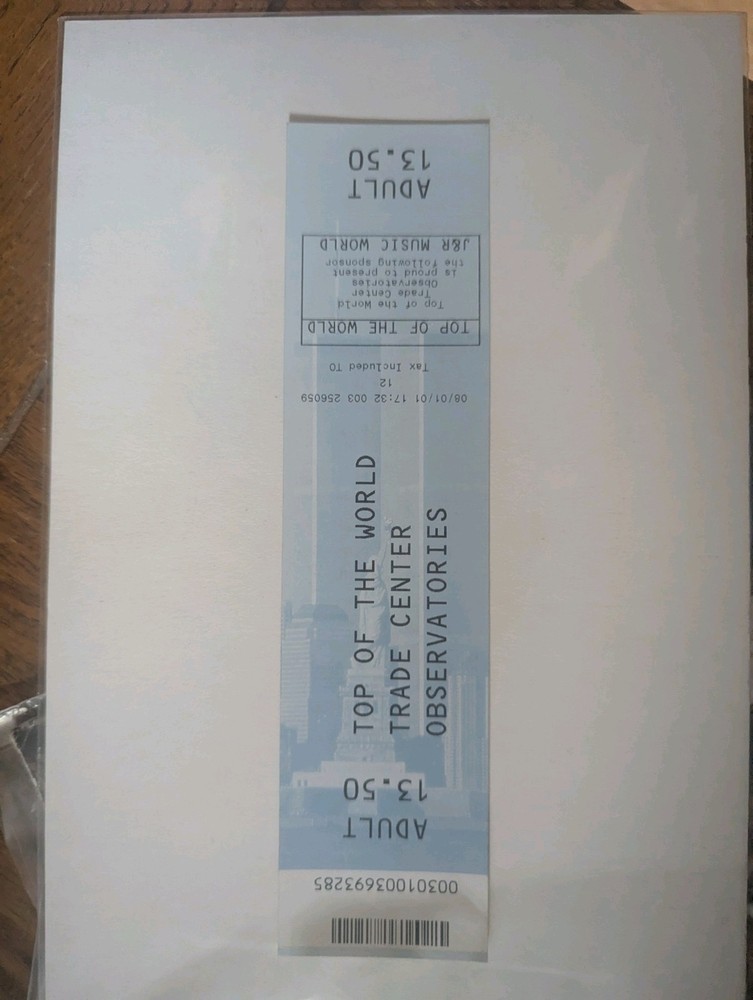 ADULT
13.50
J&R MUSIC WORLD
the following sponsor
is proud to present
Observatories
Trade Center
Top of the World
TOP OF THE WORLD
Tax Included TO
12
08/01/01 17:32 003 256059
TOP OF THE WORLD
TRADE CENTER
OBSERVATORIES
ADULT
13.50
003010003693285